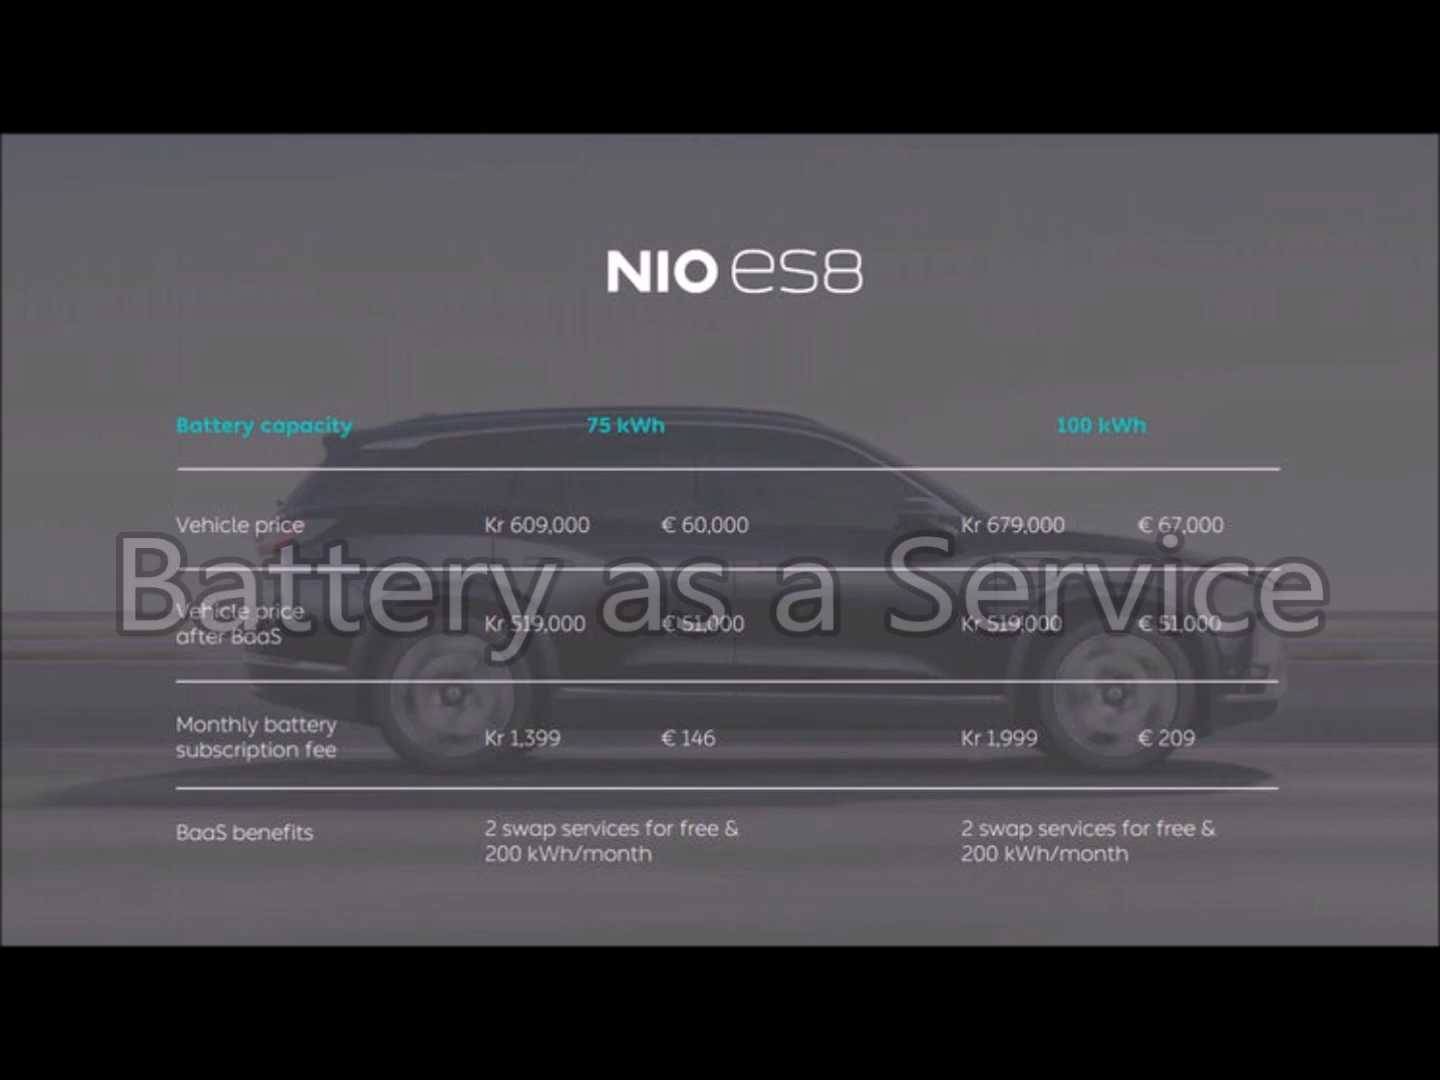 NIO es8
Battery capacity 75 kWh 100 kWh
Vehicle price Kr 609,000 € 60,000 Kr 679,000 € 67,000
Battery as a Service
Vehicle price
after BaaS Kr 519,000 € 51,000 Kr 519,000 € 51,000
Monthly battery
subscription fee Kr 1,399 € 146 Kr 1,999 € 209
BaaS benefits 2 swap services for free & 2 swap services for free &
200 kWh/month 200 kWh/month